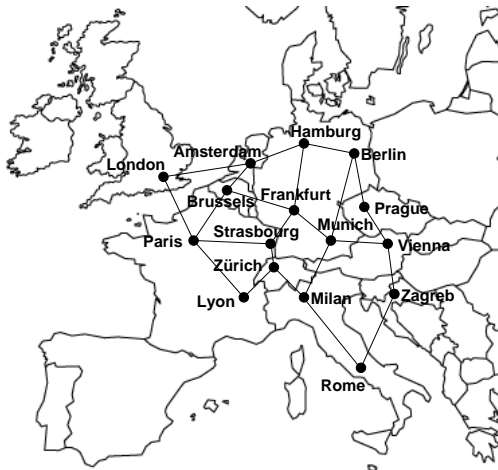 Hamburg
Amsterdam
Berlin
London
Brussels
Frankfurt
Prague
Paris
Strasbourg
Munich
Vienna
Zürich
Lyon
Milan
Zagreb
Rome